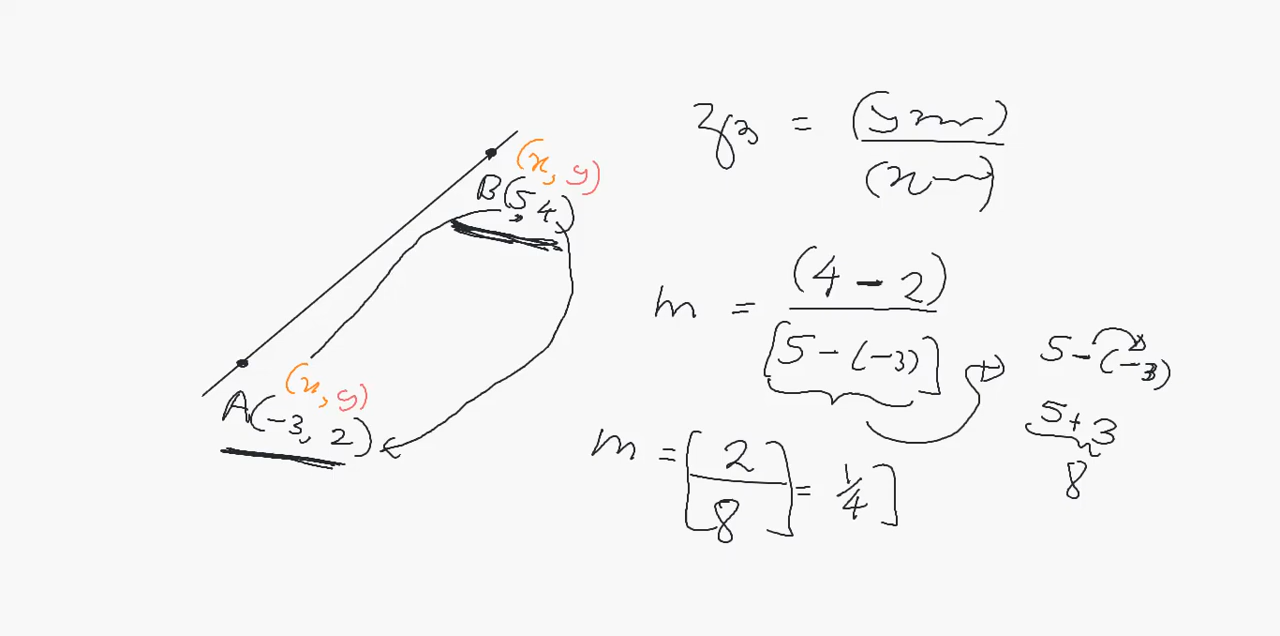 (x, y)
B(5, 4)
(x, y)
A(-3, 2)
= (y) / (x)
m = (4 - 2) / [5 - (-3)]
5 - (-3)
5 + 3
8
m = [2 / 8] = 1/4]